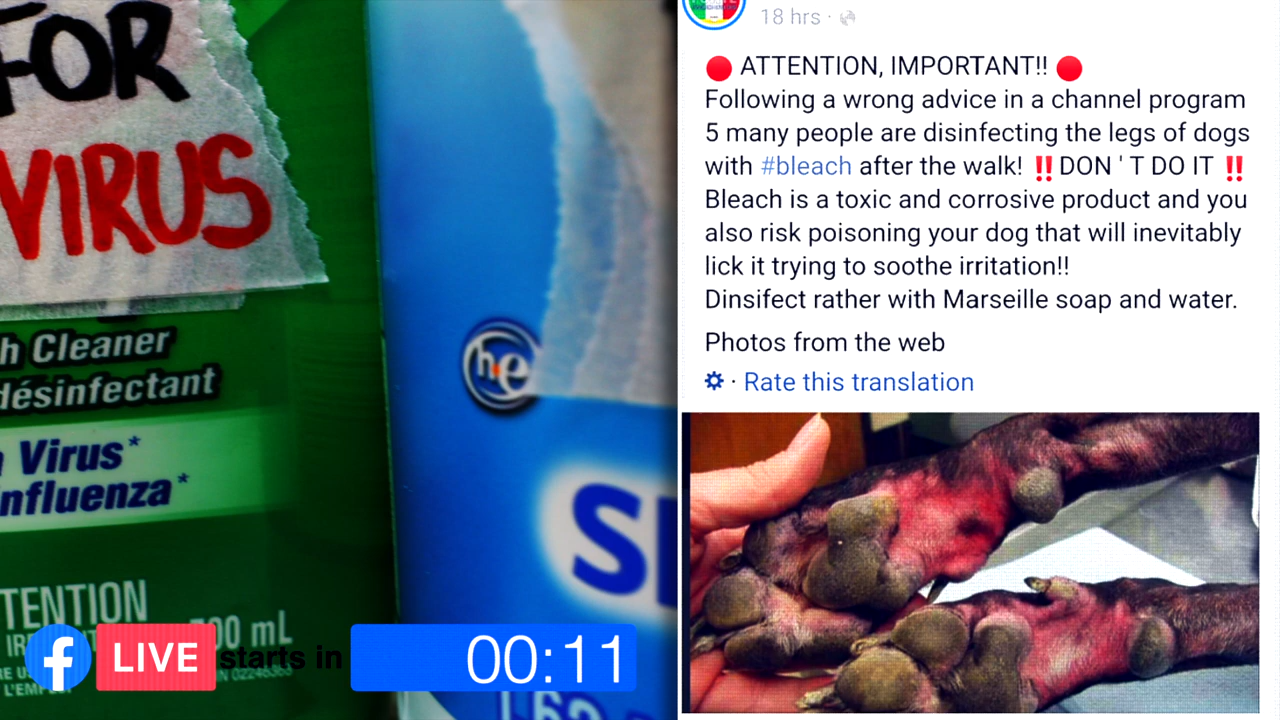 FOR
VIRUS
h Cleaner
désinfectant
Virus*
nfluenza*
TENTION
00 mL
LIVE starts in 00:11
he
18 hrs ·
🔴 ATTENTION, IMPORTANT!! 🔴
Following a wrong advice in a channel program
5 many people are disinfecting the legs of dogs
with #bleach after the walk! ‼️DON ' T DO IT ‼️
Bleach is a toxic and corrosive product and you
also risk poisoning your dog that will inevitably
lick it trying to soothe irritation!!
Dinsifect rather with Marseille soap and water.
Photos from the web
· Rate this translation